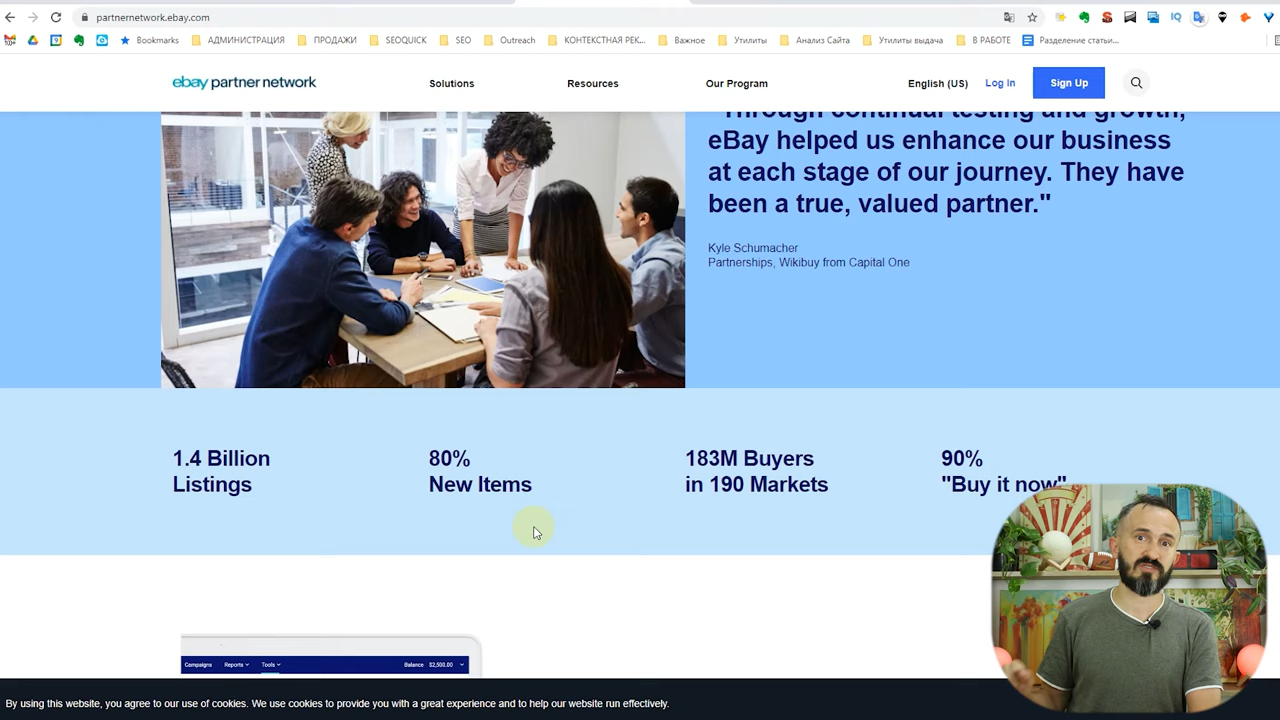 partnernetwork.ebay.com
Bookmarks
АДМИНИСТРАЦИЯ
ПРОДАЖИ
SEOQUICK
SEO
Outreach
КОНТЕКСТНАЯ РЕК...
Важное
Утилиты
Анализ Сайта
Утилиты выдача
В РАБОТЕ
Разделение статьи...
ebay partner network
Solutions
Resources
Our Program
English (US)
Log In
Sign Up
"Through continual testing and growth,
eBay helped us enhance our business
at each stage of our journey. They have
been a true, valued partner."
Kyle Schumacher
Partnerships, Wikibuy from Capital One
1.4 Billion
Listings
80%
New Items
183M Buyers
in 190 Markets
90%
"Buy it now"
Campaigns
Reports
Tools
Balance $2,500.00
By using this website, you agree to our use of cookies. We use cookies to provide you with a great experience and to help our website run effectively.